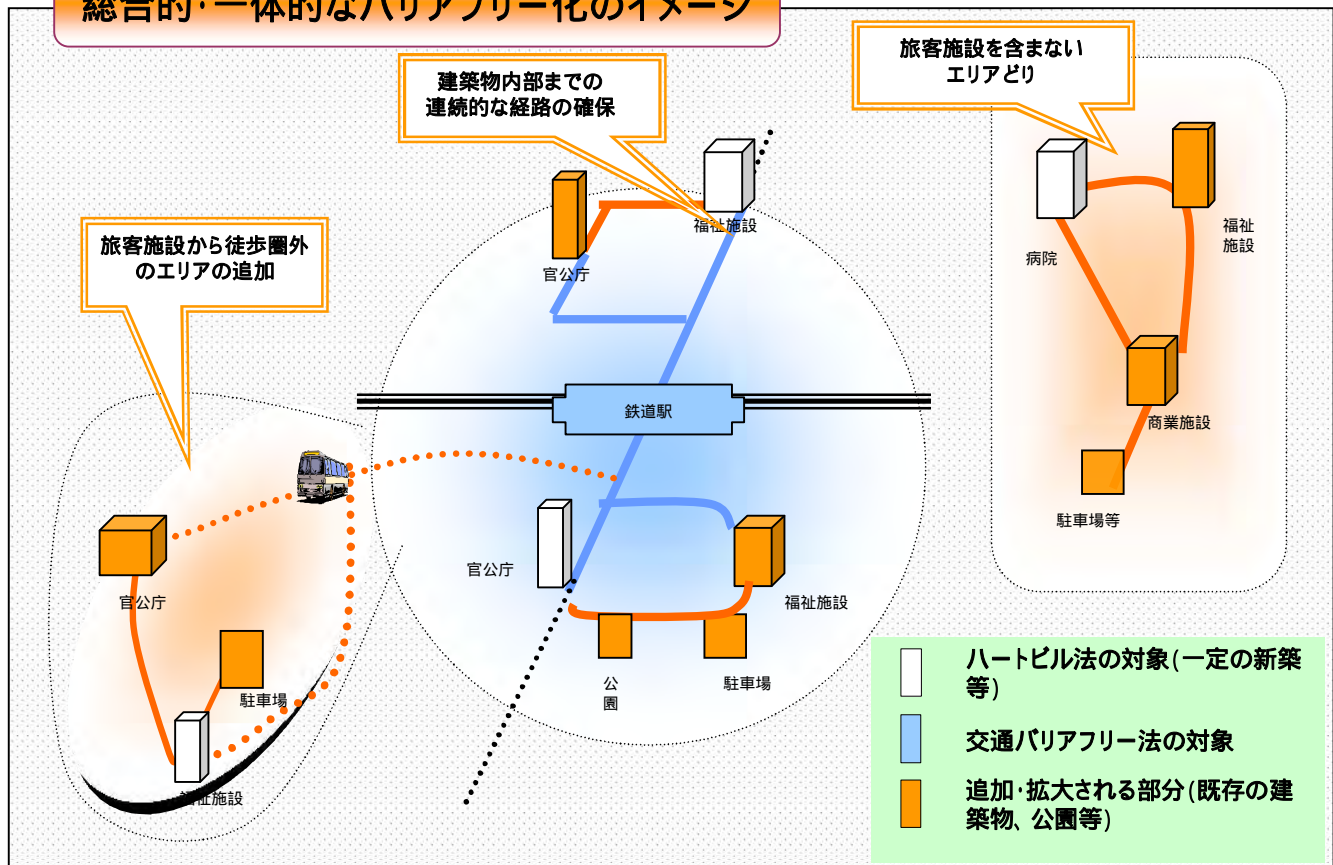 総合的･一体的なバリアフリー化のイメージ
旅客施設を含まない
エリアどり
建築物内部までの
連続的な経路の確保
旅客施設から徒歩圏外
のエリアの追加
福祉施設
官公庁
病院
福祉
施設
鉄道駅
商業施設
駐車場等
官公庁
福祉施設
公
園
駐車場
官公庁
駐車場
福祉施設
ハートビル法の対象(一定の新築
等)
交通バリアフリー法の対象
追加･拡大される部分(既存の建
築物、公園等)